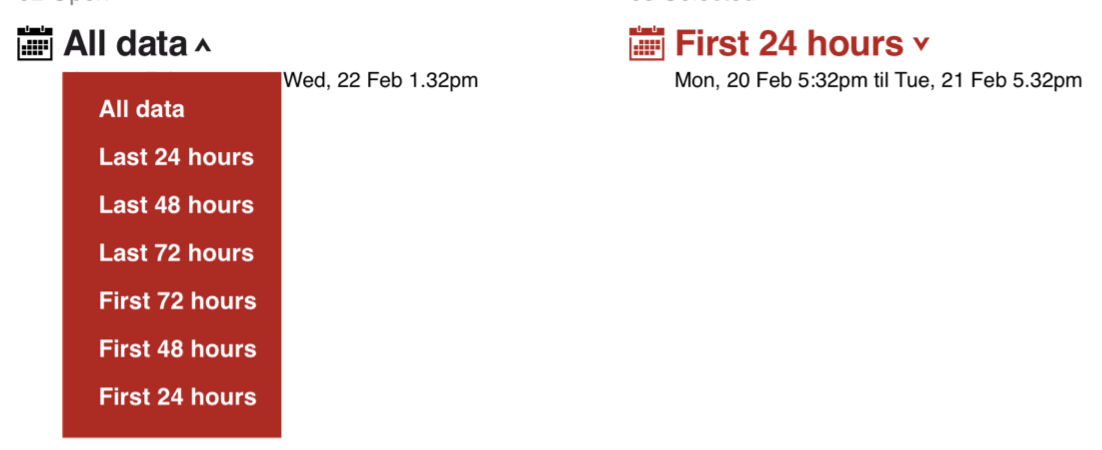 All data
Wed, 22 Feb 1.32pm
All data
Last 24 hours
Last 48 hours
Last 72 hours
First 72 hours
First 48 hours
First 24 hours
First 24 hours
Mon, 20 Feb 5:32pm til Tue, 21 Feb 5.32pm